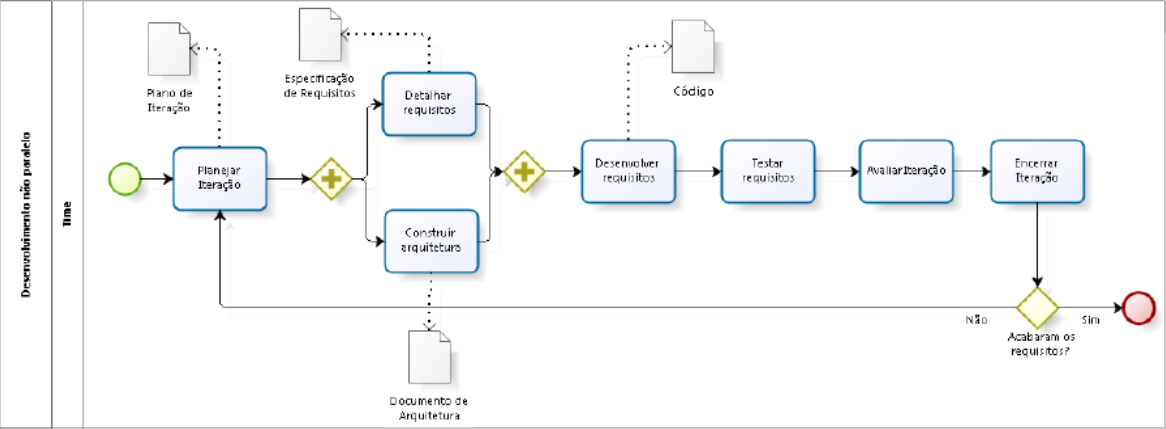 Desenvolvimento não paralelo
Time
Plano de
Iteração
Planejar
Iteração
Especificação
de Requisitos
Detalhar
requisitos
Construir
arquitetura
Documento de
Arquitetura
Código
Desenvolver
requisitos
Testar
requisitos
Avaliar Iteração
Encerrar
Iteração
Não
Sim
Acabaram os
requisitos?